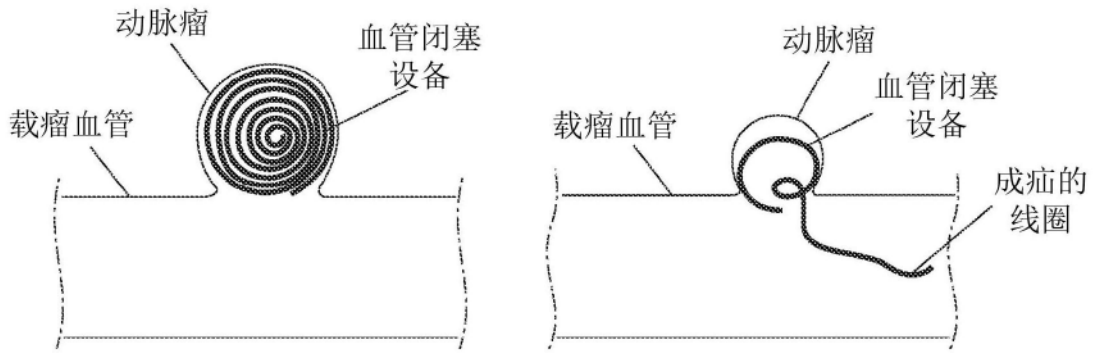 动脉瘤
血管闭塞
设备
载瘤血管
动脉瘤
血管闭塞
设备
载瘤血管
成疝的
线圈